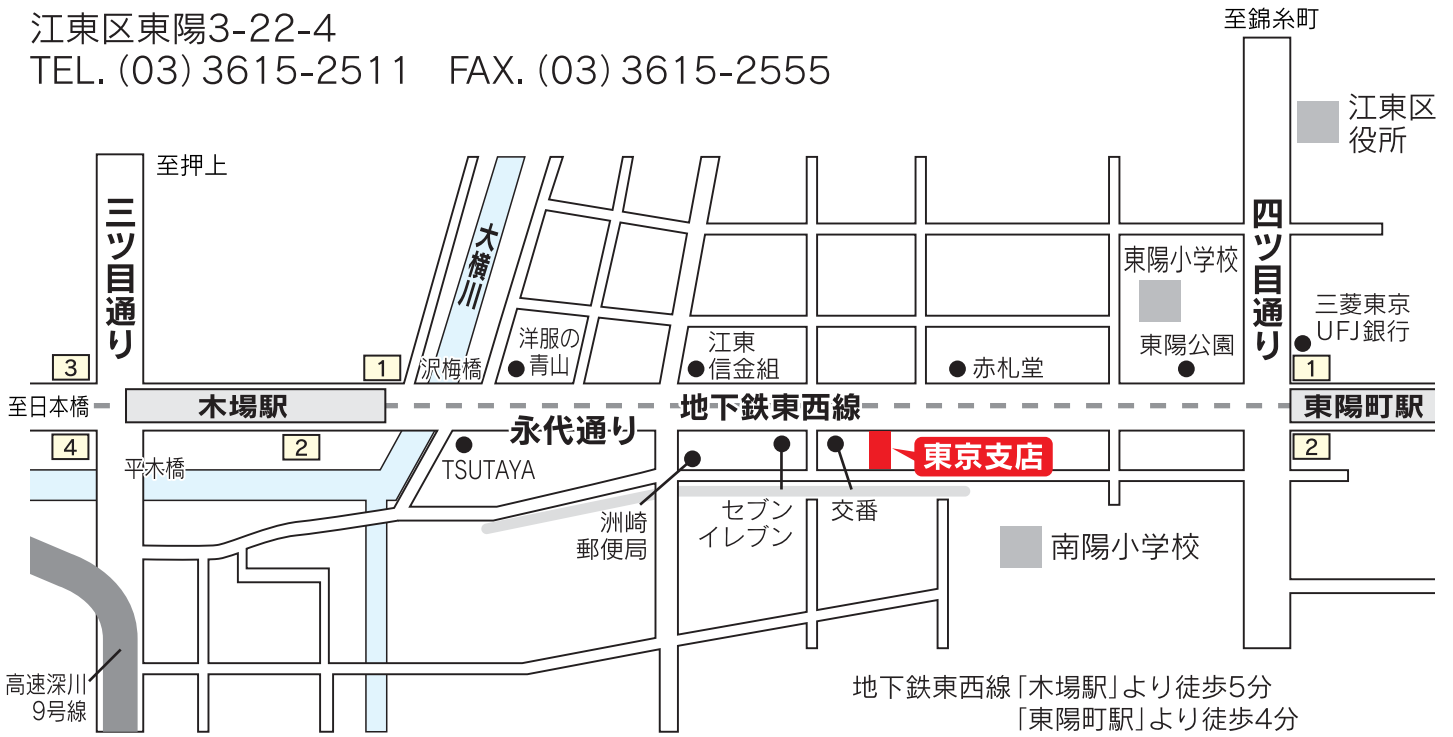 江東区東陽3-22-4
TEL. (03) 3615-2511 FAX. (03) 3615-2555
至錦糸町
江東区
役所
至押上
三ツ目通り
大横川
四ツ目通り
東陽小学校
三菱東京
UFJ銀行
洋服の
青山
江東
信金組
赤札堂
東陽公園
3
1
沢梅橋
1
至日本橋
木場駅
地下鉄東西線
東陽町駅
永代通り
4
2
2
平木橋
TSUTAYA
東京支店
洲崎
郵便局
セブン
イレブン
交番
南陽小学校
高速深川
9号線
地下鉄東西線「木場駅」より徒歩5分
「東陽町駅」より徒歩4分